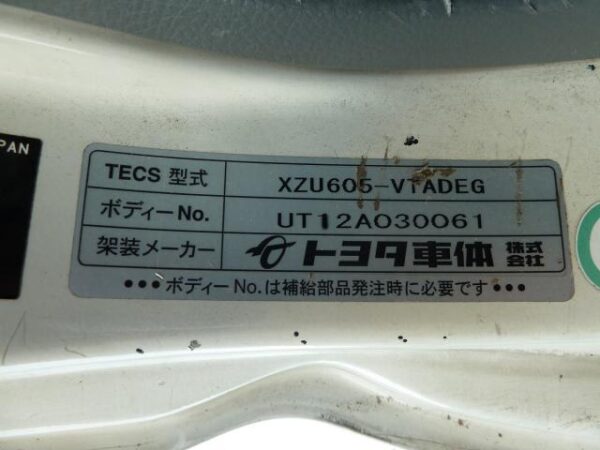 PAN
TECS 型式 XZU605-VTADEG
ボディーNo. UT12A030061
架装メーカー トヨタ車体 株式会社
●●●ボディーNo.は補給部品発注時に必要です●●●